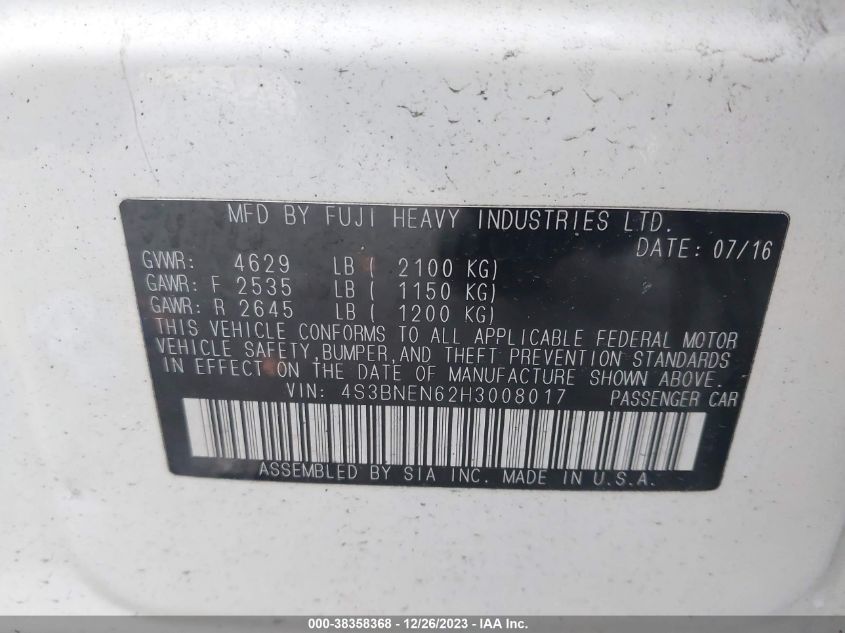 MFD BY FUJI HEAVY INDUSTRIES LTD.
DATE: 07/16
GVWR: 4629 LB ( 2100 KG)
GAWR: F 2535 LB ( 1150 KG)
GAWR: R 2645 LB ( 1200 KG)
THIS VEHICLE CONFORMS TO ALL APPLICABLE FEDERAL MOTOR
VEHICLE SAFETY,BUMPER,AND THEFT PREVENTION STANDARDS
IN EFFECT ON THE DATE OF MANUFACTURE SHOWN ABOVE.
VIN: 4S3BNEN62H3008017 PASSENGER CAR
ASSEMBLED BY SIA INC. MADE IN U.S.A.
000-38358368 - 12/26/2023 - © IAA Inc.